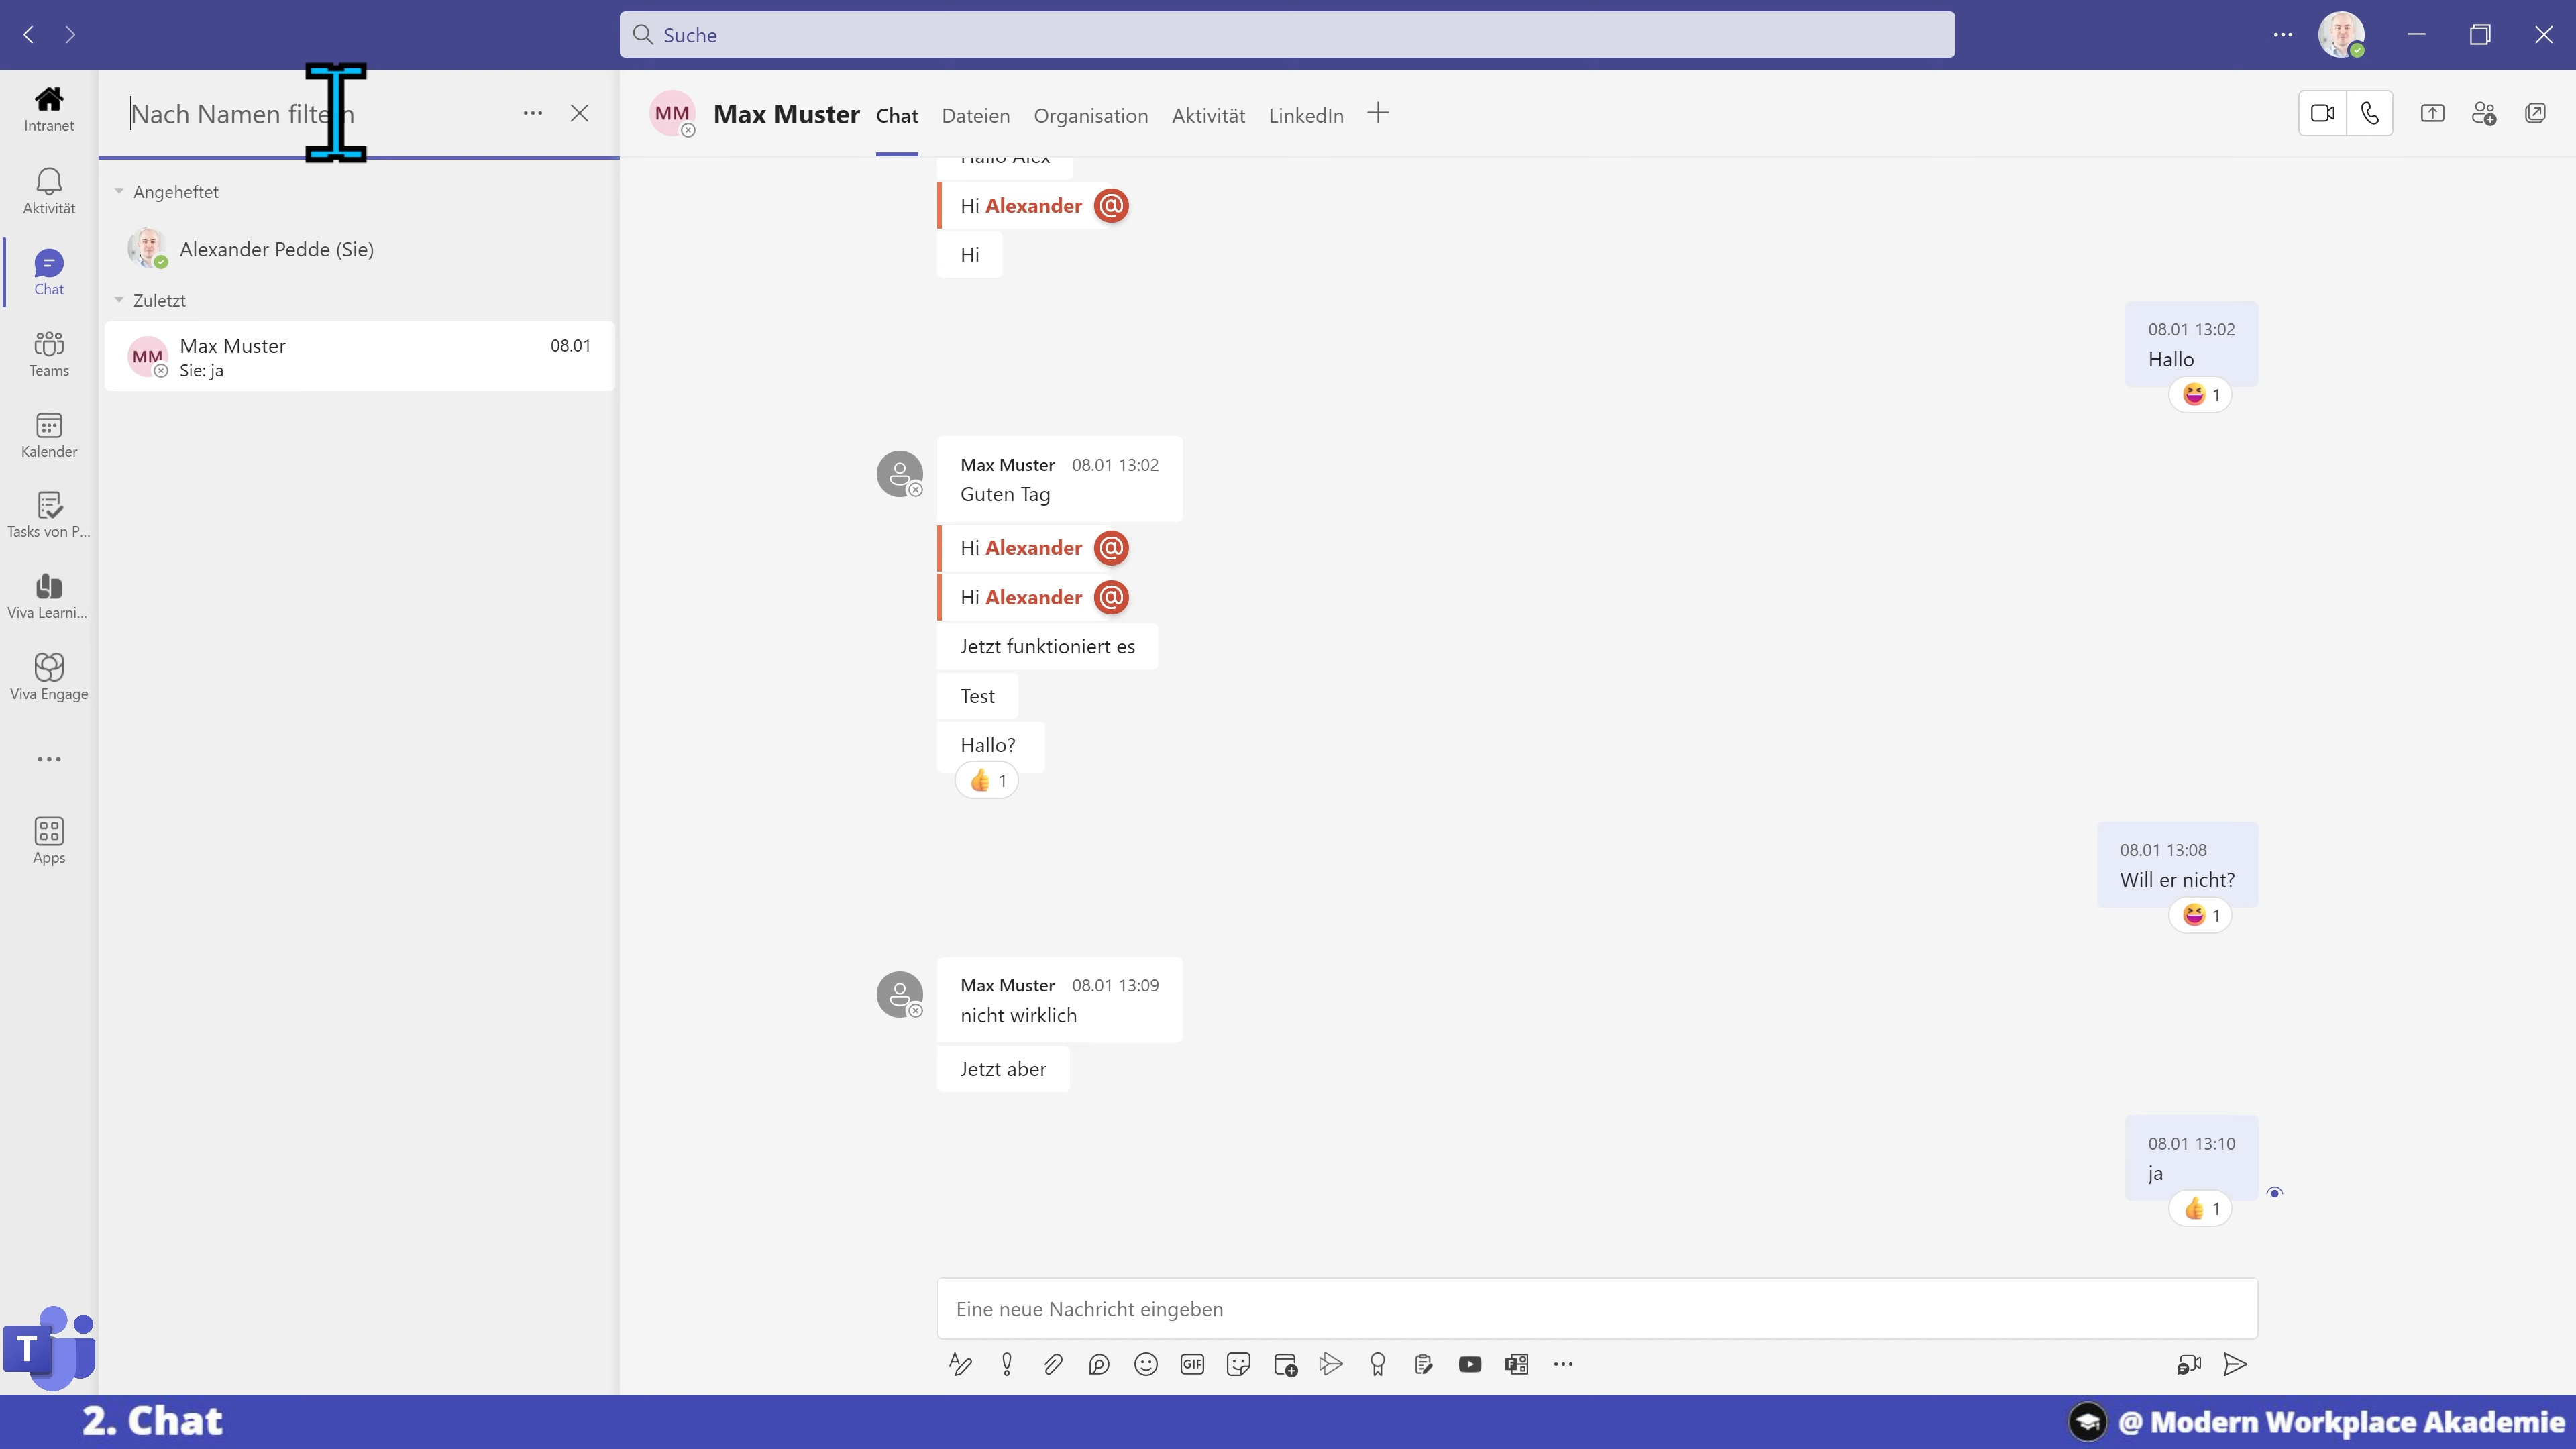 Suche
Intranet
Aktivität
Chat
Teams
Kalender
Tasks von P...
Viva Learni...
Viva Engage
Apps
Nach Namen filtern
Angeheftet
Alexander Pedde (Sie)
Zuletzt
MM Max Muster 08.01
Sie: ja
MM Max Muster Chat Dateien Organisation Aktivität LinkedIn
Hallo Alex
Hi Alexander @
Hi
08.01 13:02
Hallo
1
Max Muster 08.01 13:02
Guten Tag
Hi Alexander @
Hi Alexander @
Jetzt funktioniert es
Test
Hallo?
1
08.01 13:08
Will er nicht?
1
Max Muster 08.01 13:09
nicht wirklich
Jetzt aber
08.01 13:10
ja
1
Eine neue Nachricht eingeben
GIF
T
2. Chat
@ Modern Workplace Akademie